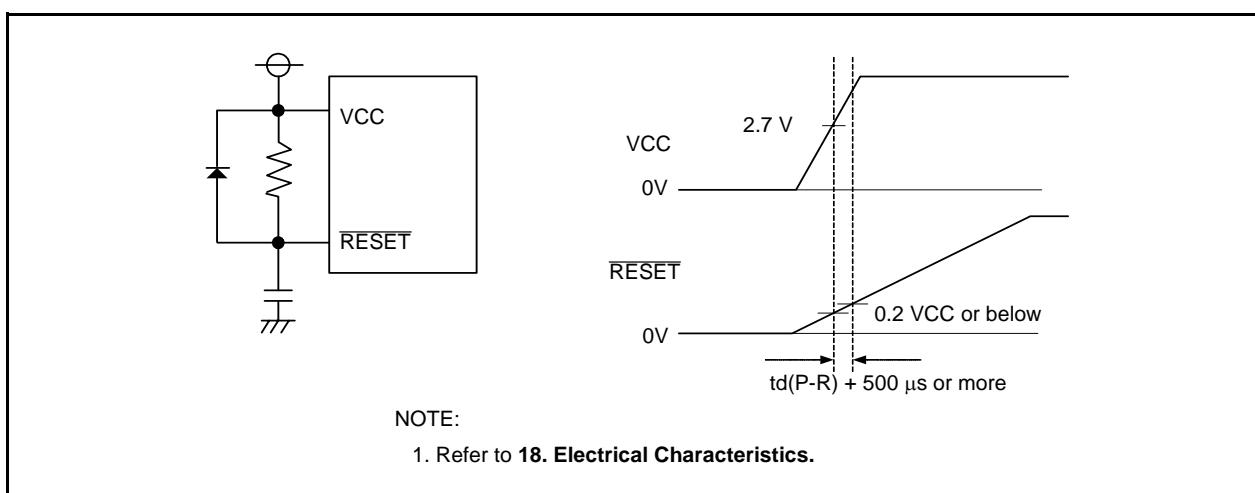 VCC
RESET
2.7 V
VCC
0V
RESET
0.2 VCC or below
0V
td(P-R) + 500 μs or more
NOTE:
1. Refer to 18. Electrical Characteristics.